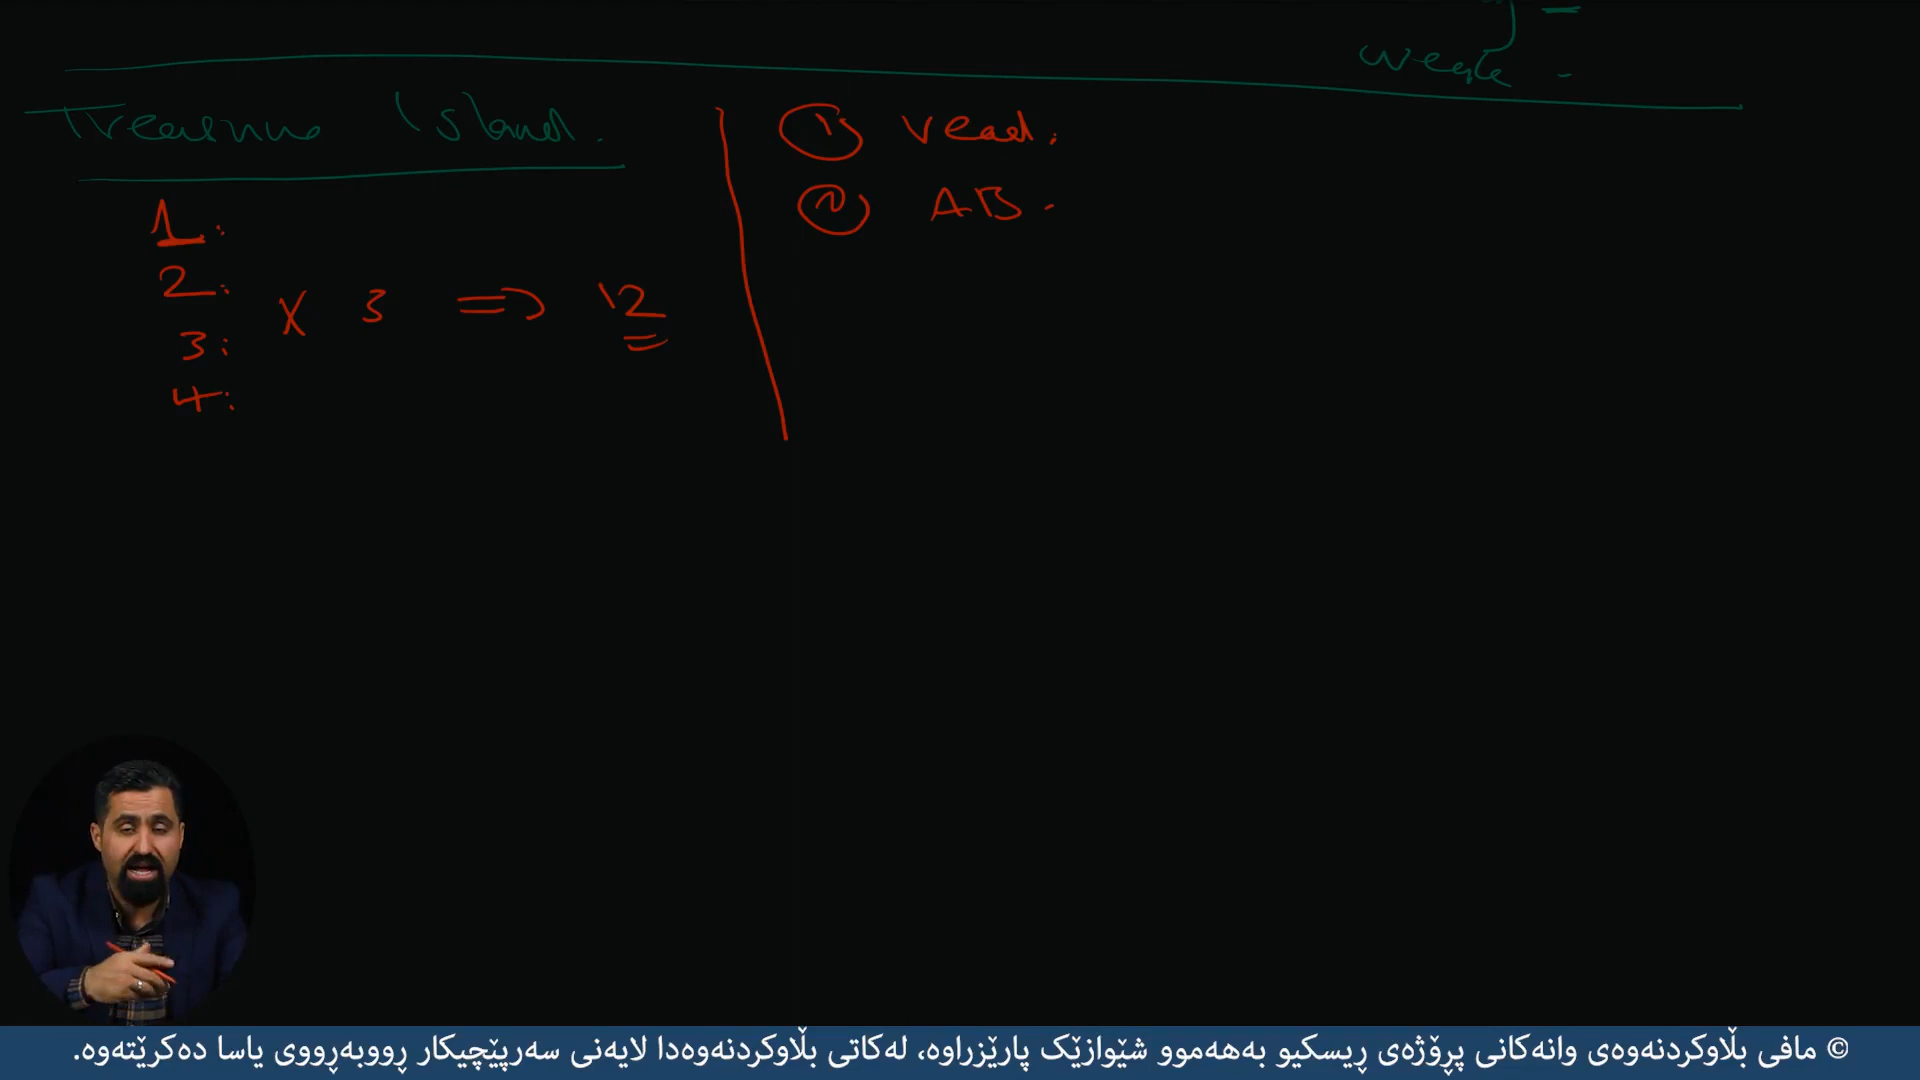 week -
Treasure Island.
1:
2:
3:
4:
X 3 => 12
① read.
② AB.
© مافی بڵاوکردنەوەی وانەکانی پڕۆژەی ڕیسکیو بەهەموو شێوازێک پارێزراوە، لەکاتی بڵاوکردنەوەدا لایەنی سەرپێچیکار ڕووبەڕووی یاسا دەکرێتەوە.